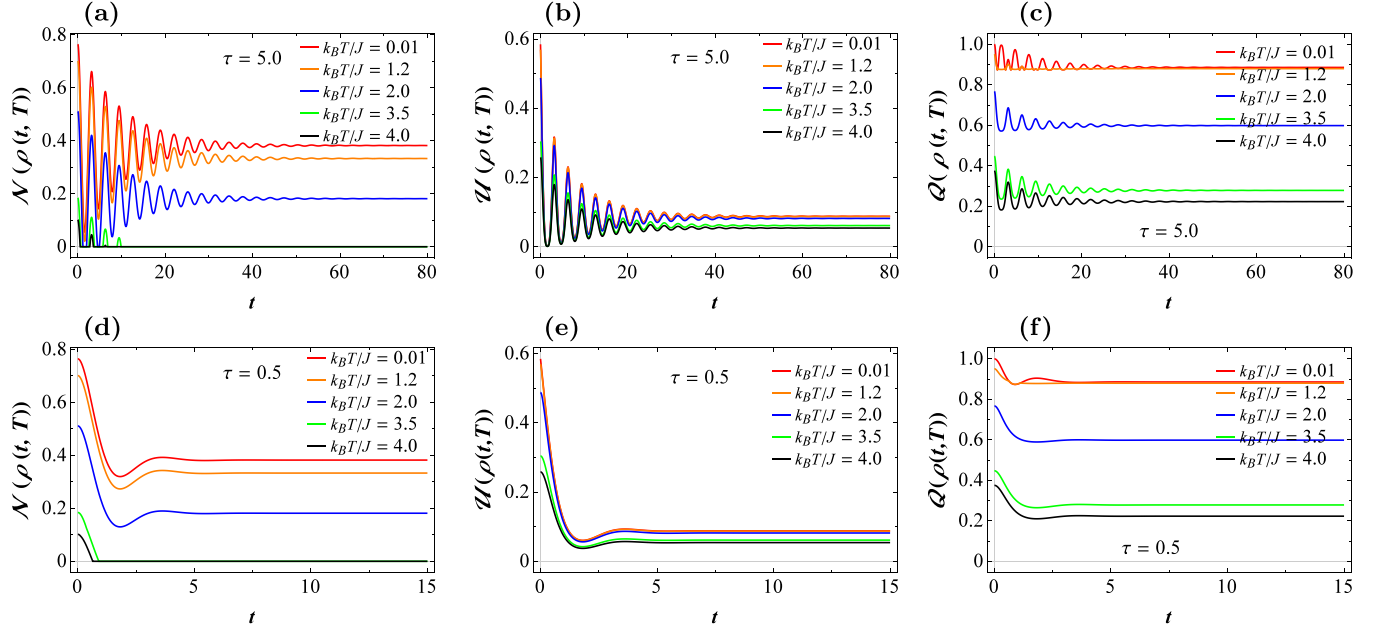 (a)
τ = 5.0
k_BT/J = 0.01
k_BT/J = 1.2
k_BT/J = 2.0
k_BT/J = 3.5
k_BT/J = 4.0
0.8
0.6
0.4
0.2
0
𝒩 (ρ (t, T))
0 20 40 60 80
t
(b)
τ = 5.0
k_BT/J = 0.01
k_BT/J = 1.2
k_BT/J = 2.0
k_BT/J = 3.5
k_BT/J = 4.0
0.6
0.4
0.2
0
𝒰 (ρ (t, T))
0 20 40 60 80
t
(c)
k_BT/J = 0.01
k_BT/J = 1.2
k_BT/J = 2.0
k_BT/J = 3.5
k_BT/J = 4.0
τ = 5.0
1.0
0.8
0.6
0.4
0.2
0
𝒬( ρ (t, T))
0 20 40 60 80
t
(d)
τ = 0.5
k_BT/J = 0.01
k_BT/J = 1.2
k_BT/J = 2.0
k_BT/J = 3.5
k_BT/J = 4.0
0.8
0.6
0.4
0.2
0
𝒩 (ρ (t, T))
0 5 10 15
t
(e)
τ = 0.5
k_BT/J = 0.01
k_BT/J = 1.2
k_BT/J = 2.0
k_BT/J = 3.5
k_BT/J = 4.0
0.6
0.4
0.2
0
𝒰(ρ(t,T))
0 5 10 15
t
(f)
k_BT/J = 0.01
k_BT/J = 1.2
k_BT/J = 2.0
k_BT/J = 3.5
k_BT/J = 4.0
τ = 0.5
1.0
0.8
0.6
0.4
0.2
0
𝒬(ρ(t,T))
0 5 10 15
t